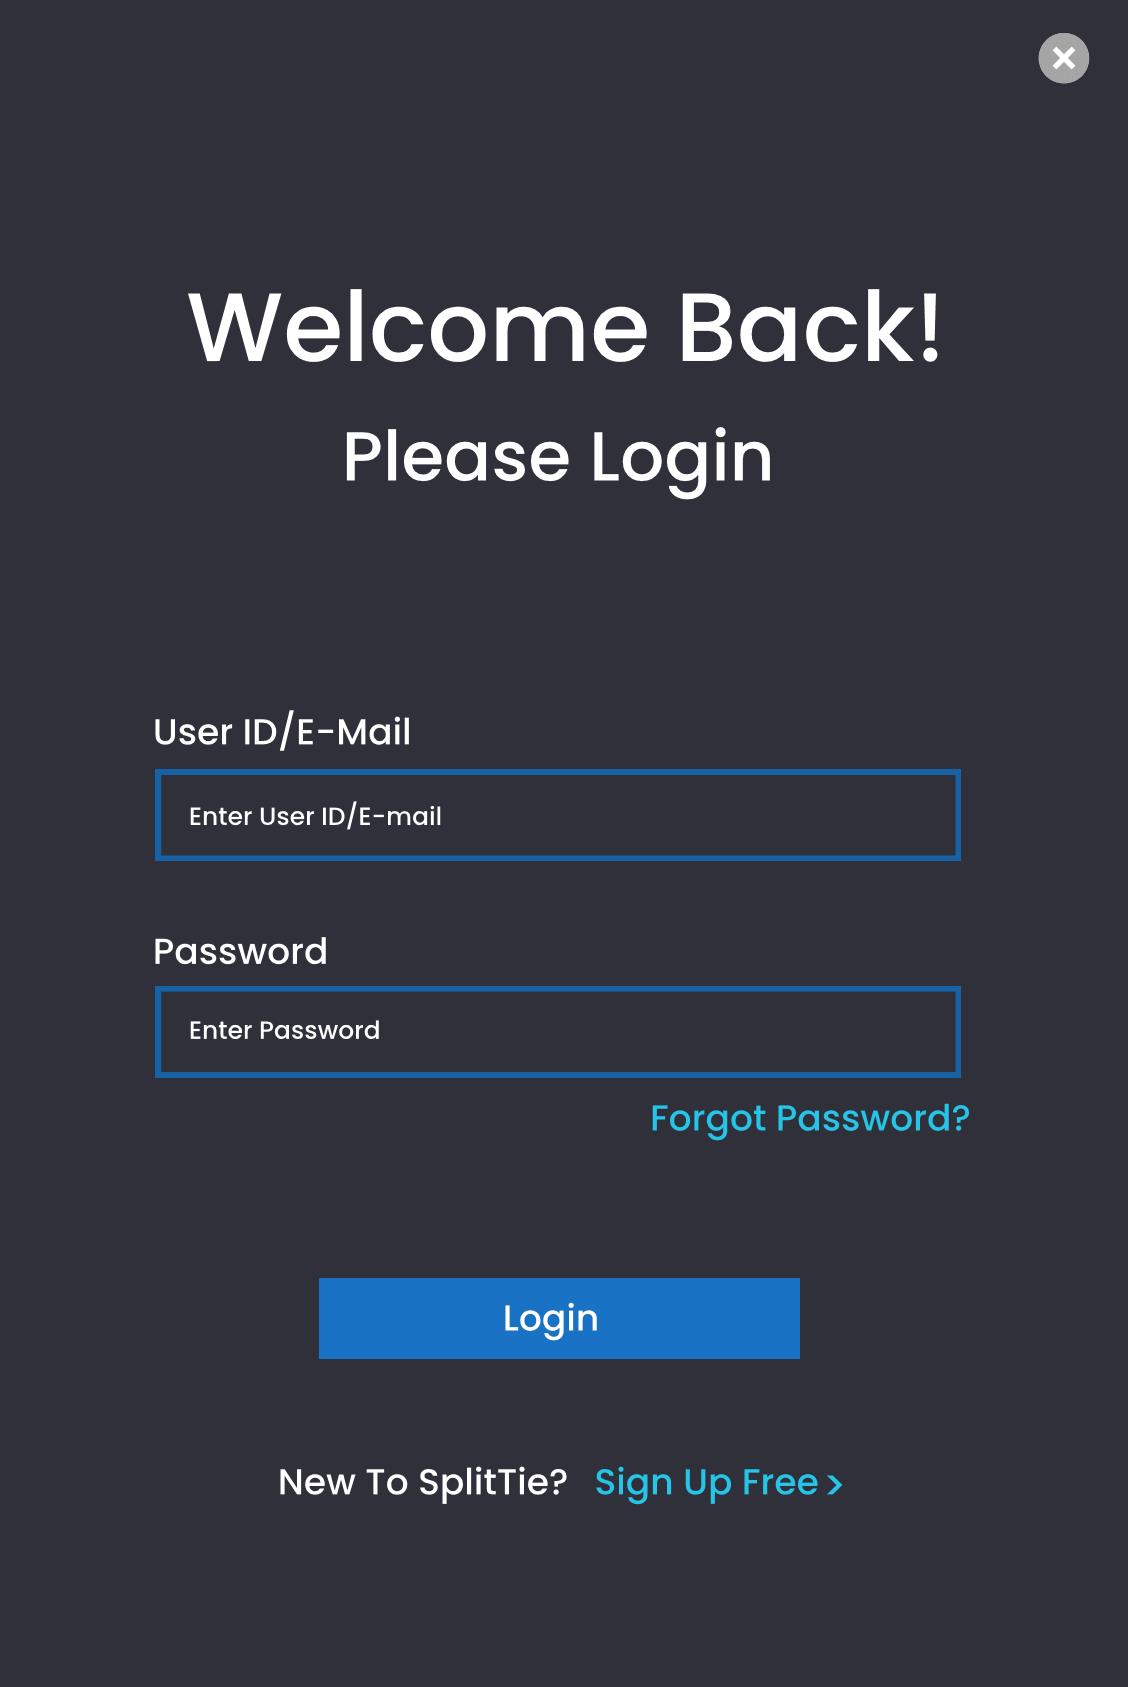 Welcome Back!
Please Login
User ID/E-Mail
Enter User ID/E-mail
Password
Enter Password
Forgot Password?
Login
New To SplitTie? Sign Up Free >